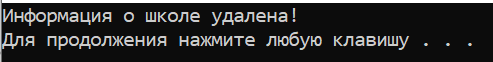 Информация о школе удалена!
Для продолжения нажмите любую клавишу . . .